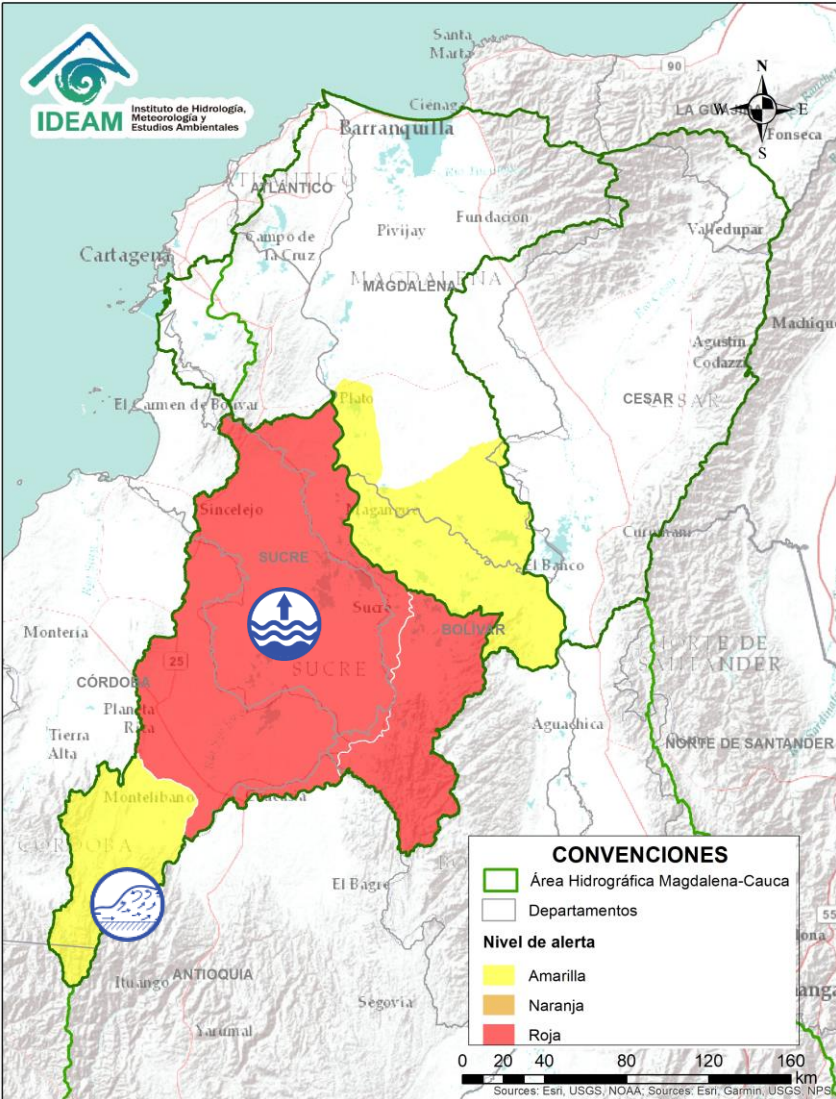 IDEAM
Instituto de Hidrología,
Meteorología y
Estudios Ambientales
Santa
Marta
90
N
W
E
S
LA GUAJIRA
Fonseca
Ciénaga
Barranquilla
ATLÁNTICO
Fundación
Campo de
La Cruz
Pivijay
Valledupar
Cartagena
MAGDALENA
MAGDALENA
Agustín
Codazzi
CESAR
CESAR
El Carmen de Bolívar
Plato
Sincelejo
Magangué
Curumaní
SUCRE
El Banco
Sucre
BOLÍVAR
Montería
25
SUCRE
NORTE DE
SANTANDER
CÓRDOBA
Planeta
Rica
Tierra
Alta
Aguachica
NORTE DE SANTANDER
Montelíbano
CÓRDOBA
El Bagre
Ituango
ANTIOQUIA
Segovia
Yarumal
CONVENCIONES
Área Hidrográfica Magdalena-Cauca
Departamentos
55
Nivel de alerta
Amarilla
Naranja
Roja
0 20 40 80 120 160
km
Sources: Esri, USGS, NOAA; Sources: Esri, Garmin, USGS, NPS